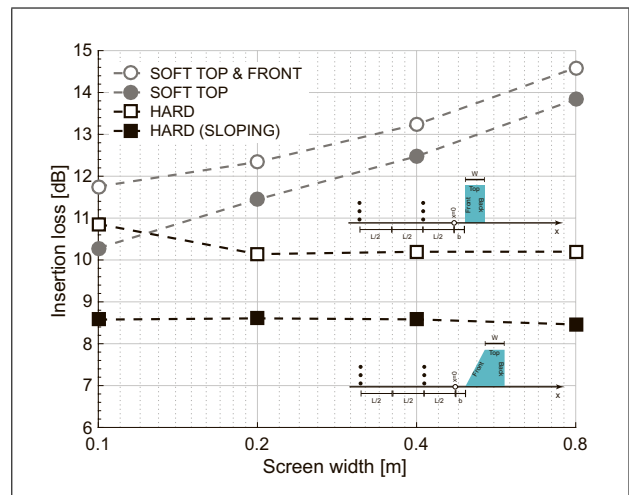 15
14
13
12
11
10
9
8
7
6
Insertion loss [dB]
SOFT TOP & FRONT
SOFT TOP
HARD
HARD (SLOPING)
W
Top
Front
Back
x=0
x
L/2
L/2
L/2
b
W
Top
Front
Back
x=0
x
L/2
L/2
L/2
b
0.1
0.2
0.4
0.8
Screen width [m]